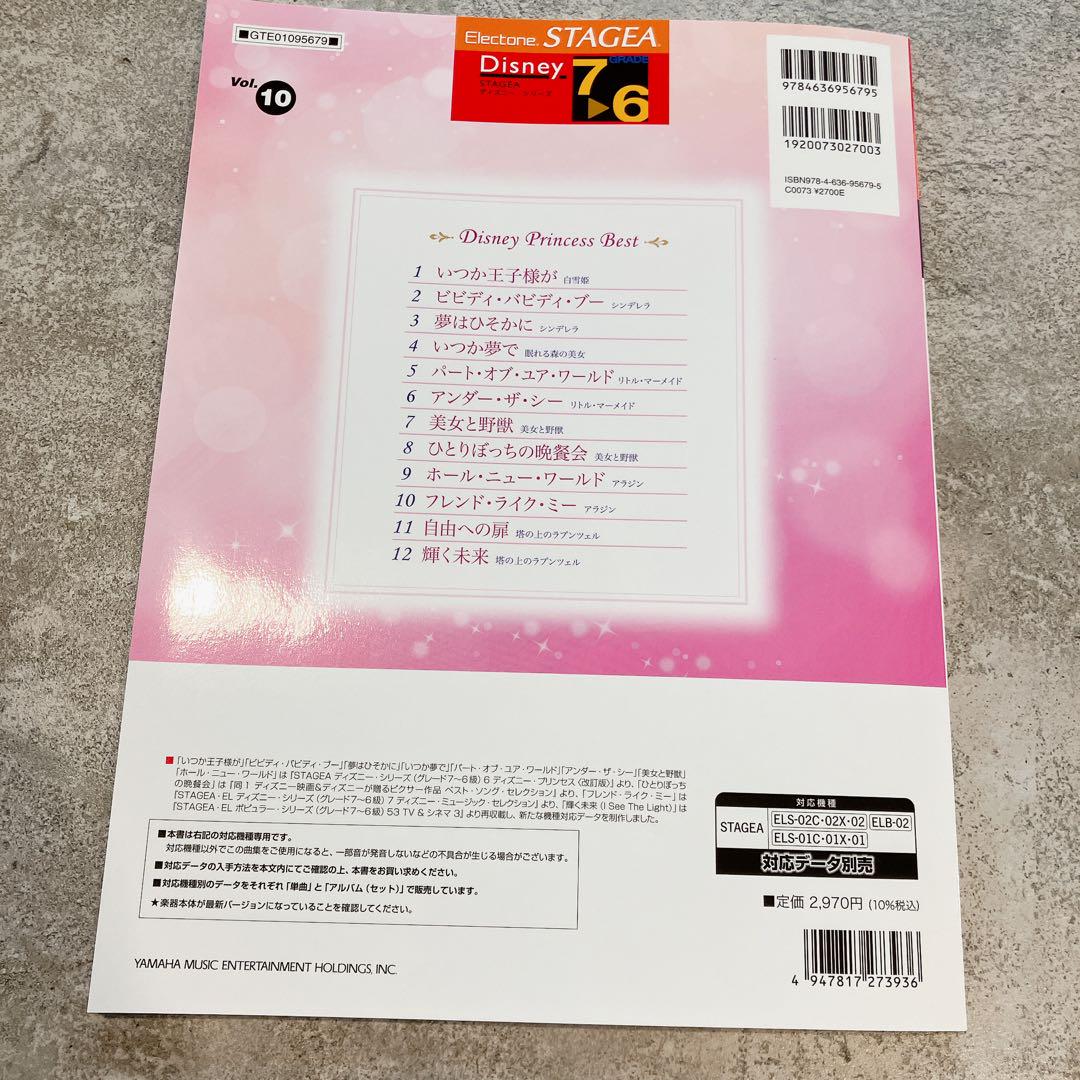 ■GTE01095679■
Vol. 10
Electone STAGEA
Disney
STAGEA
ディズニー・シリーズ
GRADE
7▶6
9784636956795
1920073027003
ISBN978-4-636-95679-5
C0073 ¥2700E
Disney Princess Best
1 いつか王子様が 白雪姫
2 ビビディ・バビディ・ブー シンデレラ
3 夢はひそかに シンデレラ
4 いつか夢で 眠れる森の美女
5 パート・オブ・ユア・ワールド リトル・マーメイド
6 アンダー・ザ・シー リトル・マーメイド
7 美女と野獣 美女と野獣
8 ひとりぼっちの晩餐会 美女と野獣
9 ホール・ニュー・ワールド アラジン
10 フレンド・ライク・ミー アラジン
11 自由への扉 塔の上のラプンツェル
12 輝く未来 塔の上のラプンツェル
■「いつか王子様が」「ビビディ・バビディ・ブー」「夢はひそかに」「いつか夢で」「パート・オブ・ユア・ワールド」「アンダー・ザ・シー」「美女と野獣」
「ホール・ニュー・ワールド」は「STAGEA ディズニー・シリーズ (グレード7〜6級) 6 ディズニー・プリンセス〈改訂版〉」より、「ひとりぼっち
の晩餐会」は「同 1 ディズニー映画&ディズニーが贈るピクサー作品 ベスト・ソング・セレクション」より、「フレンド・ライク・ミー」は
「STAGEA・EL ディズニー・シリーズ (グレード7〜6級) 7 ディズニー・ミュージック・セレクション」より、「輝く未来 (I See The Light)」は
「STAGEA・EL ポピュラー・シリーズ (グレード7〜6級) 53 TV & シネマ 3」より再収載し、新たな機種対応データを制作しました。
■本書は右記の対応機種専用です。
対応機種以外でこの曲集をご使用になると、一部音が発音しないなどの不具合が生じる場合がございます。
■対応データの入手方法を本文内にてご確認の上、本書をお買い求めください。
■対応機種別のデータをそれぞれ「単曲」と「アルバム(セット)」で販売しています。
★楽器本体が最新バージョンになっていることを確認してください。
対応機種
STAGEA
ELS-02C・02X・02 ELB-02
ELS-01C・01X・01
対応データ別売
■定価 2,970円 (10%税込)
4 947817 273936
YAMAHA MUSIC ENTERTAINMENT HOLDINGS, INC.